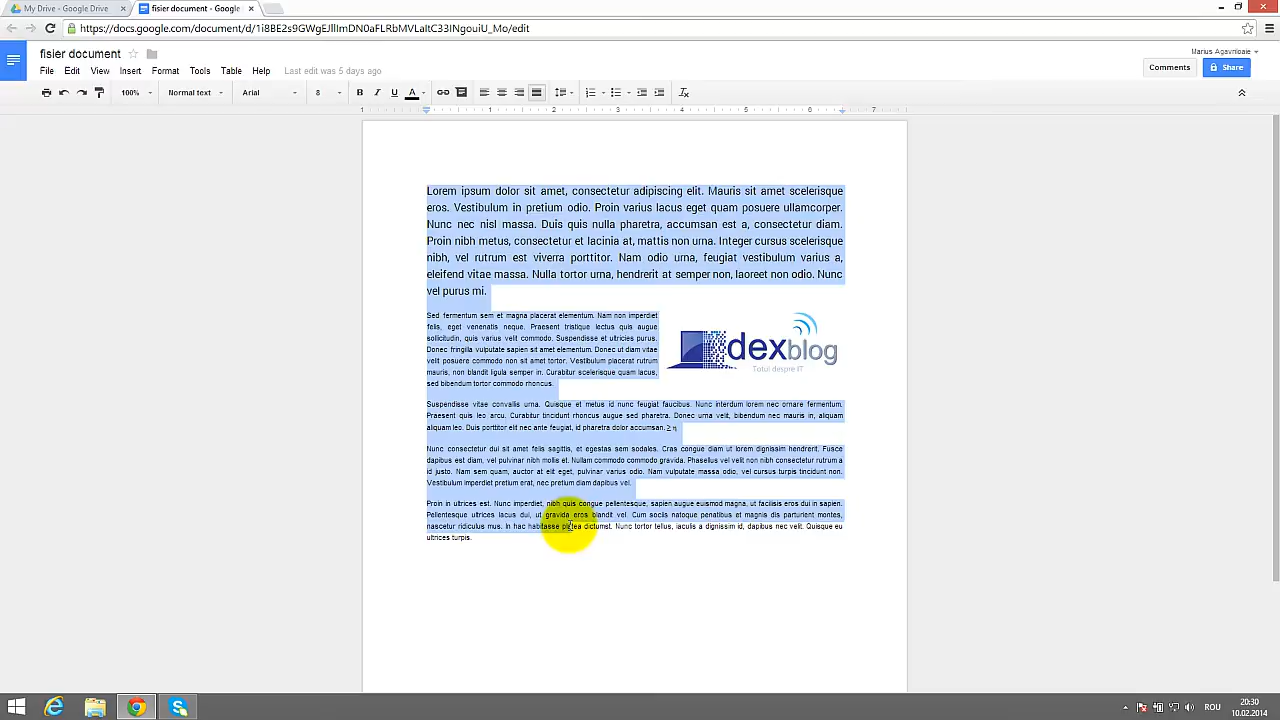 My Drive - Google Drive
fisier document - Google
https://docs.google.com/document/d/1i8BE2s9GWgEJlIImDN0aFLRbMVLaItC33INgouiU_Mo/edit
fisier document
Marius Agavriloaie
File Edit View Insert Format Tools Table Help Last edit was 5 days ago
Comments Share
100% Normal text Arial 8 B I U A
1 1 2 3 4 5 6 7
Lorem ipsum dolor sit amet, consectetur adipiscing elit. Mauris sit amet scelerisque
eros. Vestibulum in pretium odio. Proin varius lacus eget quam posuere ullamcorper.
Nunc nec nisl massa. Duis quis nulla pharetra, accumsan est a, consectetur diam.
Proin nibh metus, consectetur et lacinia at, mattis non urna. Integer cursus scelerisque
nibh, vel rutrum est viverra porttitor. Nam odio urna, feugiat vestibulum varius a,
eleifend vitae massa. Nulla tortor urna, hendrerit at semper non, laoreet non odio. Nunc
vel purus mi.
Sed fermentum sem et magna placerat elementum. Nam non imperdiet
felis, eget venenatis neque. Praesent tristique lectus quis augue
sollicitudin, quis varius velit commodo. Suspendisse et ultricies purus.
Donec fringilla vulputate sapien sit amet elementum. Donec ut diam vitae
velit posuere commodo non sit amet tortor. Vestibulum placerat rutrum
mauris, non blandit ligula semper in. Curabitur scelerisque quam lacus,
sed bibendum tortor commodo rhoncus.
dexblog
Totul despre IT
Suspendisse vitae convallis urna. Quisque et metus id nunc feugiat faucibus. Nunc interdum lorem nec ornare fermentum.
Praesent quis leo arcu. Curabitur tincidunt rhoncus augue sed pharetra. Donec urna velit, bibendum nec mauris in, aliquam
aliquam leo. Duis porttitor elit nec ante feugiat, id pharetra dolor accumsan. ≥ η
Nunc consectetur dui sit amet felis sagittis, et egestas sem sodales. Cras congue diam ut lorem dignissim hendrerit. Fusce
dapibus est diam, vel pulvinar nibh mollis et. Nullam commodo commodo gravida. Phasellus vel velit non nibh consectetur rutrum a
id justo. Nam sem quam, auctor at elit eget, pulvinar varius odio. Nam vulputate massa odio, vel cursus turpis tincidunt non.
Vestibulum imperdiet pretium erat, nec pretium diam dapibus vel.
Proin in ultrices est. Nunc imperdiet, nibh quis congue pellentesque, sapien augue euismod magna, ut facilisis eros dui in sapien.
Pellentesque ultrices lacus dui, ut gravida eros blandit vel. Cum sociis natoque penatibus et magnis dis parturient montes,
nascetur ridiculus mus. In hac habitasse platea dictumst. Nunc tortor tellus, iaculis a dignissim id, dapibus nec velit. Quisque eu
ultrices turpis.
ROU
20:30
10.02.2014